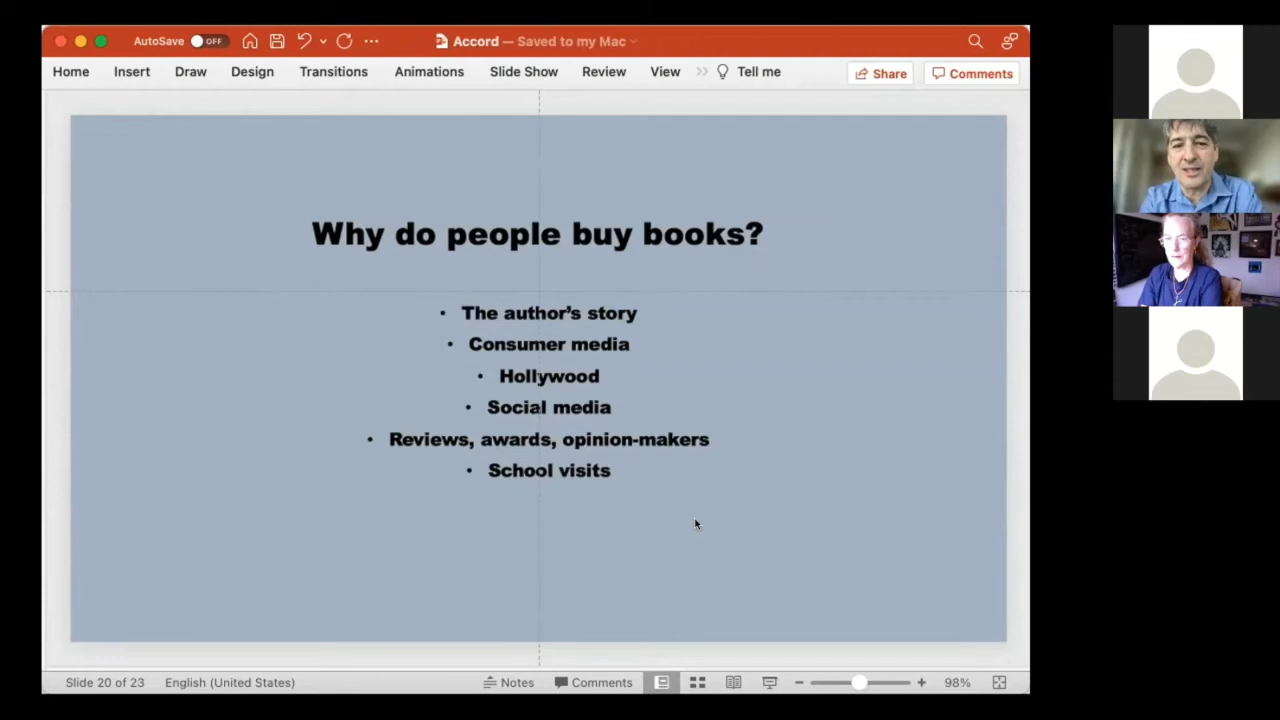 AutoSave OFF Accord — Saved to my Mac
Home Insert Draw Design Transitions Animations Slide Show Review View Tell me Share Comments
Why do people buy books?
• The author’s story
• Consumer media
• Hollywood
• Social media
• Reviews, awards, opinion-makers
• School visits
Slide 20 of 23 English (United States) Notes Comments 98%